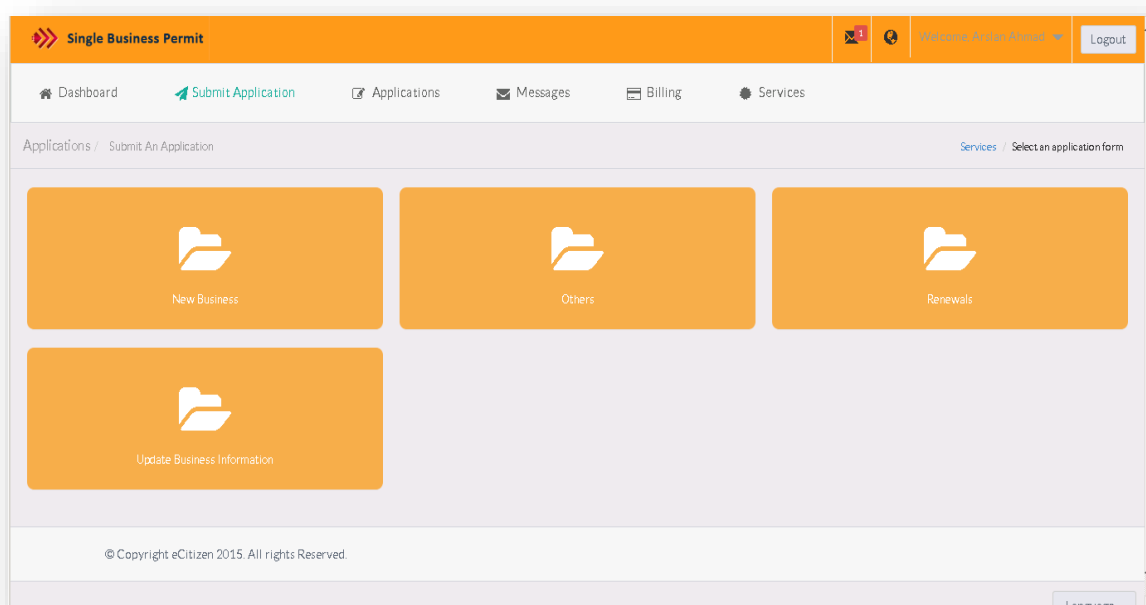 Single Business Permit
1
Welcome, Arslan Ahmad
Logout
Dashboard
Submit Application
Applications
Messages
Billing
Services
Applications / Submit An Application
Services / Select an application form
New Business
Others
Renewals
Update Business Information
© Copyright eCitizen 2015. All rights Reserved.